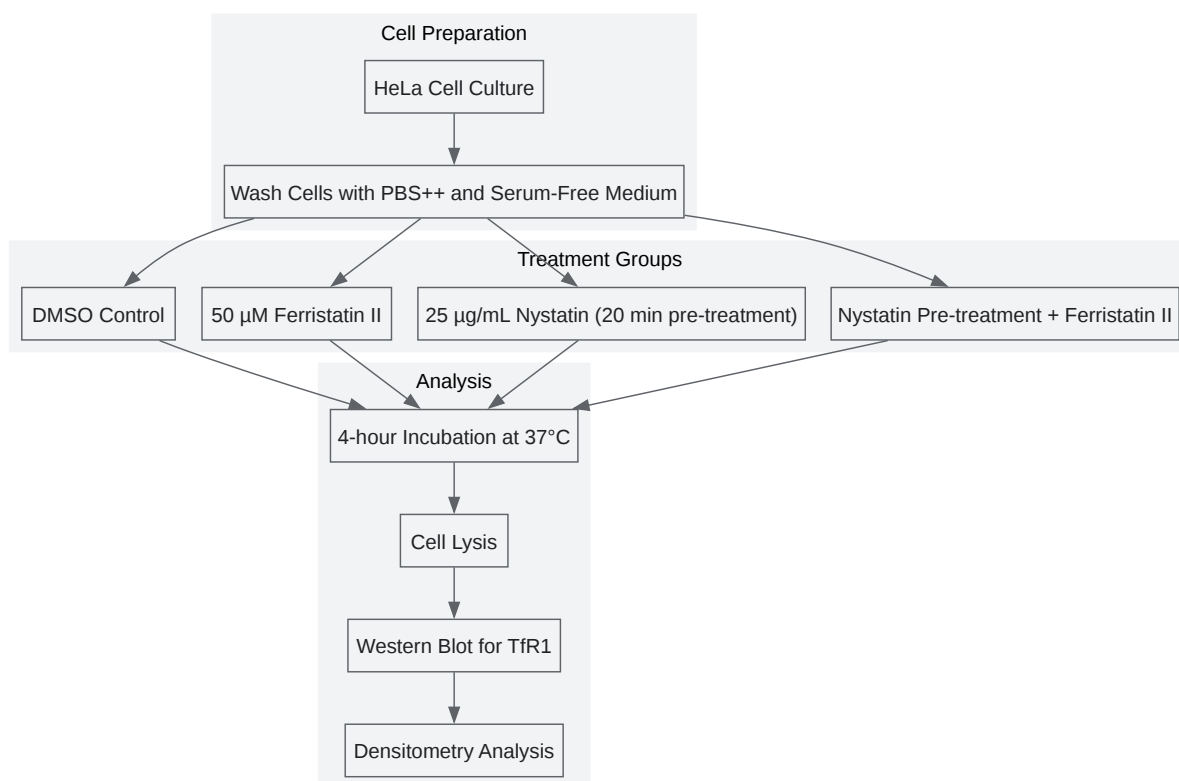 Cell Preparation
HeLa Cell Culture
Wash Cells with PBS++ and Serum-Free Medium
Treatment Groups
DMSO Control
50 µM Ferristatin II
25 µg/mL Nystatin (20 min pre-treatment)
Nystatin Pre-treatment + Ferristatin II
Analysis
4-hour Incubation at 37°C
Cell Lysis
Western Blot for TfR1
Densitometry Analysis